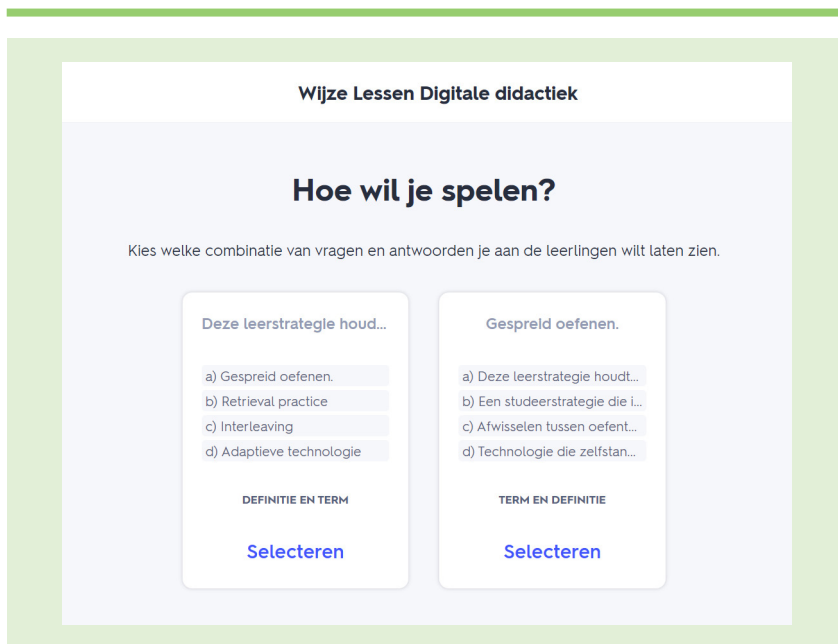 Wijze Lessen Digitale didactiek
Hoe wil je spelen?
Kies welke combinatie van vragen en antwoorden je aan de leerlingen wilt laten zien.
Deze leerstrategie houd...
a) Gespreid oefenen.
b) Retrieval practice
c) Interleaving
d) Adaptieve technologie
DEFINITIE EN TERM
Selecteren
Gespreid oefenen.
a) Deze leerstrategie houdt...
b) Een studeerstrategie die i...
c) Afwisselen tussen oefent...
d) Technologie die zelfstan...
TERM EN DEFINITIE
Selecteren